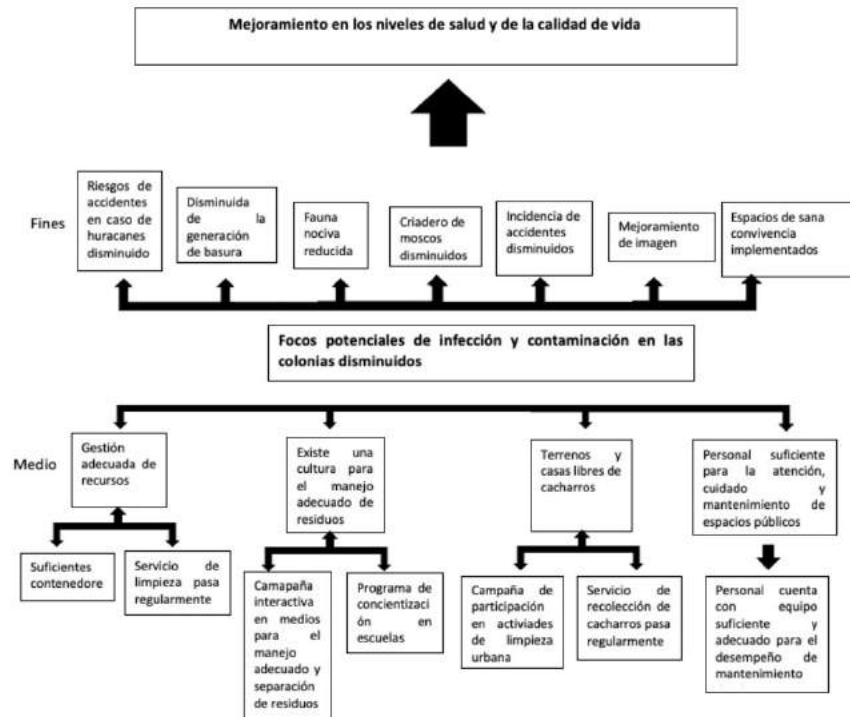 Mejoramiento en los niveles de salud y de la calidad de vida
Fines
Riesgos de
accidentes
en caso de
huracanes
disminuido
Disminuida
de la
generación
de basura
Fauna
nociva
reducida
Criadero de
moscos
disminuidos
Incidencia de
accidentes
disminuidos
Mejoramiento
de imagen
Espacios de sana
convivencia
implementados
Focos potenciales de infección y contaminación en las
colonias disminuidos
Medio
Gestión
adecuada de
recursos
Existe una
cultura para
el manejo
adecuado de
residuos
Terrenos y
casas libres de
cacharros
Personal suficiente
para la atención,
cuidado y
mantenimiento de
espacios públicos
Suficientes
contenedore
Servicio de
limpieza pasa
regularmente
Camapaña
interactiva
en medios
para el
manejo
adecuado y
separación
de residuos
Programa de
concientizaci
ón en
escuelas
Campaña de
participación
en activiades
de limpieza
urbana
Servicio de
recolección de
cacharros pasa
regularmente
Personal cuenta
con equipo
suficiente y
adecuado para el
desempeño de
mantenimiento